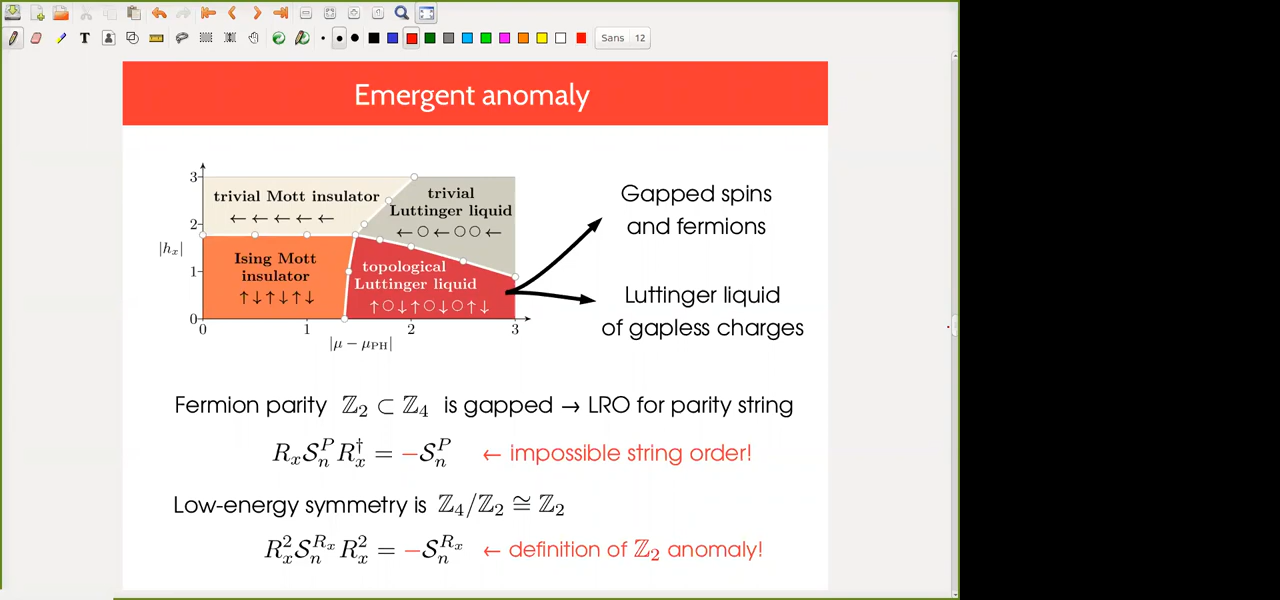 Sans 12
Emergent anomaly
3
2
1
0
|h_x|
trivial Mott insulator
← ← ← ← ←
trivial
Luttinger liquid
← ○ ← ○ ○ ←
Ising Mott
insulator
↑ ↓ ↑ ↓ ↑ ↓
topological
Luttinger liquid
↑ ○ ↓ ↑ ○ ↓ ○ ↑ ↓
0 1 2 3
|μ − μ_PH|
Gapped spins
and fermions
Luttinger liquid
of gapless charges
Fermion parity ℤ₂ ⊂ ℤ₄ is gapped → LRO for parity string
R_x 𝒮_n^P R_x^† = −𝒮_n^P ← impossible string order!
Low-energy symmetry is ℤ₄/ℤ₂ ≅ ℤ₂
R_x^2 𝒮_n^{R_x} R_x^2 = −𝒮_n^{R_x} ← definition of ℤ₂ anomaly!